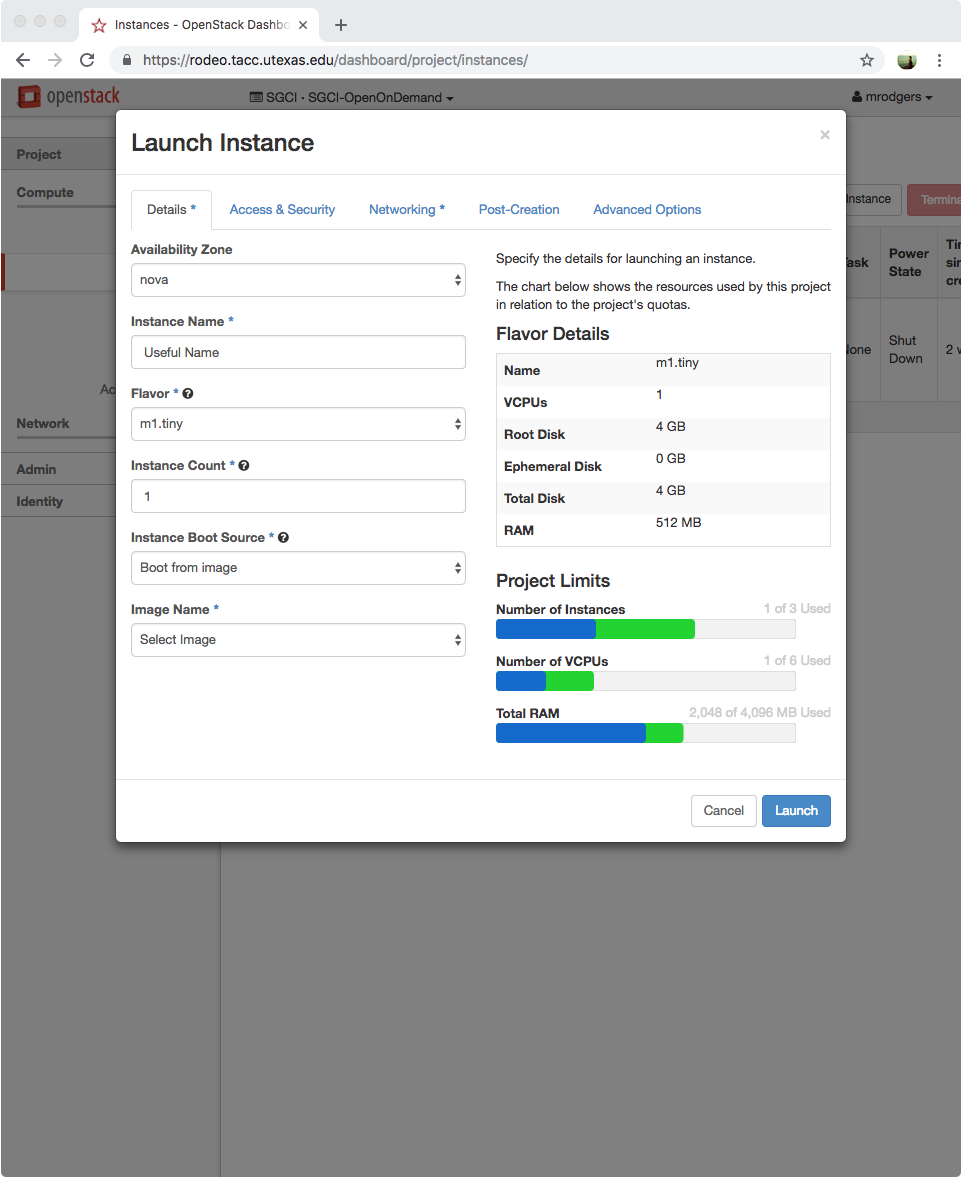 Instances - OpenStack Dashbo
https://rodeo.tacc.utexas.edu/dashboard/project/instances/
openstack
SGCI • SGCI-OpenOnDemand
mrodgers
Project
Compute
Ac
Network
Admin
Identity
Instance
Termina
Task
Power State
Tim
sin
cre
None
Shut Down
2 w
Launch Instance
×
Details *
Access & Security
Networking *
Post-Creation
Advanced Options
Availability Zone
nova
Instance Name *
Useful Name
Flavor *
m1.tiny
Instance Count *
1
Instance Boot Source *
Boot from image
Image Name *
Select Image
Specify the details for launching an instance.
The chart below shows the resources used by this project
in relation to the project's quotas.
Flavor Details
Name m1.tiny
VCPUs 1
Root Disk 4 GB
Ephemeral Disk 0 GB
Total Disk 4 GB
RAM 512 MB
Project Limits
Number of Instances 1 of 3 Used
Number of VCPUs 1 of 6 Used
Total RAM 2,048 of 4,096 MB Used
Cancel
Launch